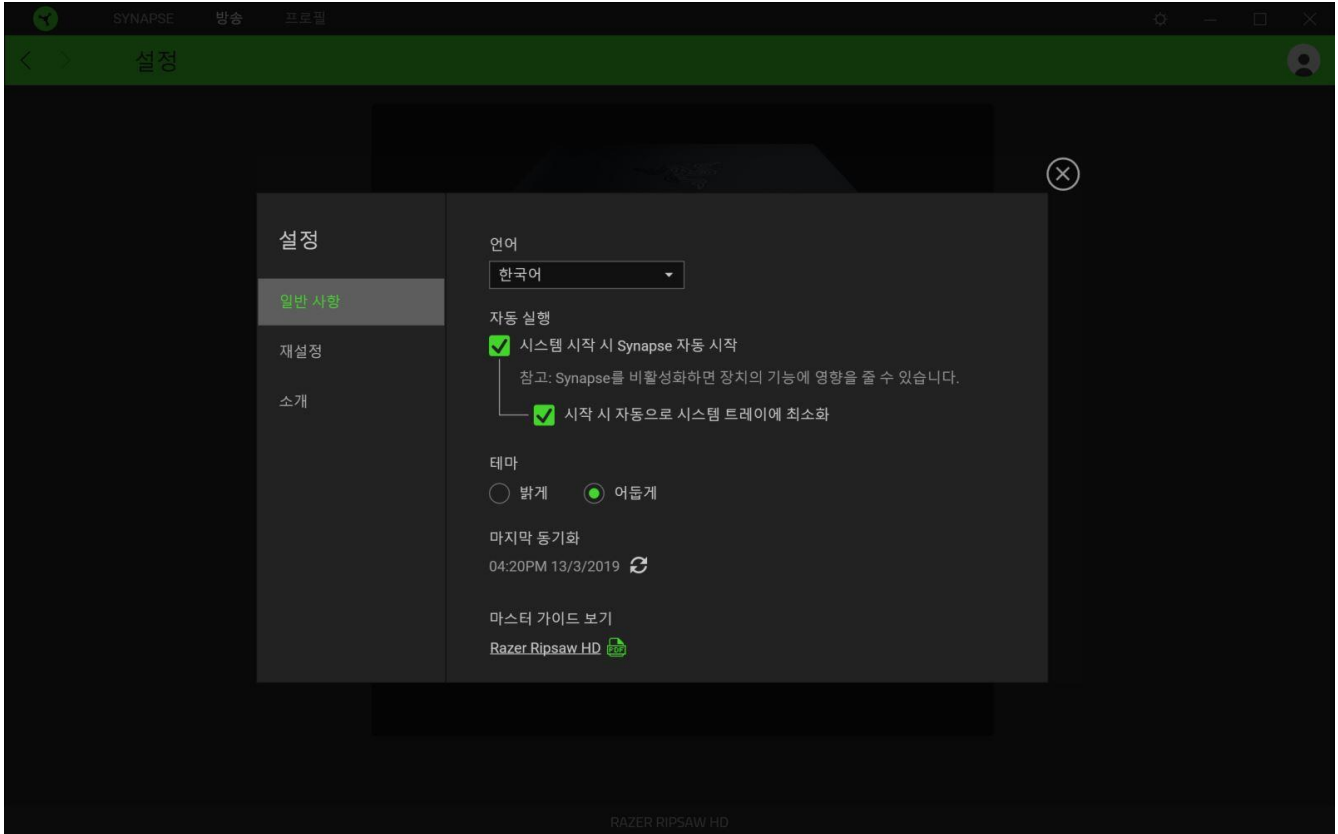 SYNAPSE 방송 프로필
설정
설정
일반 사항
재설정
소개
언어
한국어
자동 실행
시스템 시작 시 Synapse 자동 시작
참고: Synapse를 비활성화하면 장치의 기능에 영향을 줄 수 있습니다.
시작 시 자동으로 시스템 트레이에 최소화
테마
밝게 어둡게
마지막 동기화
04:20PM 13/3/2019
마스터 가이드 보기
Razer Ripsaw HD PDF
RAZER RIPSAW HD